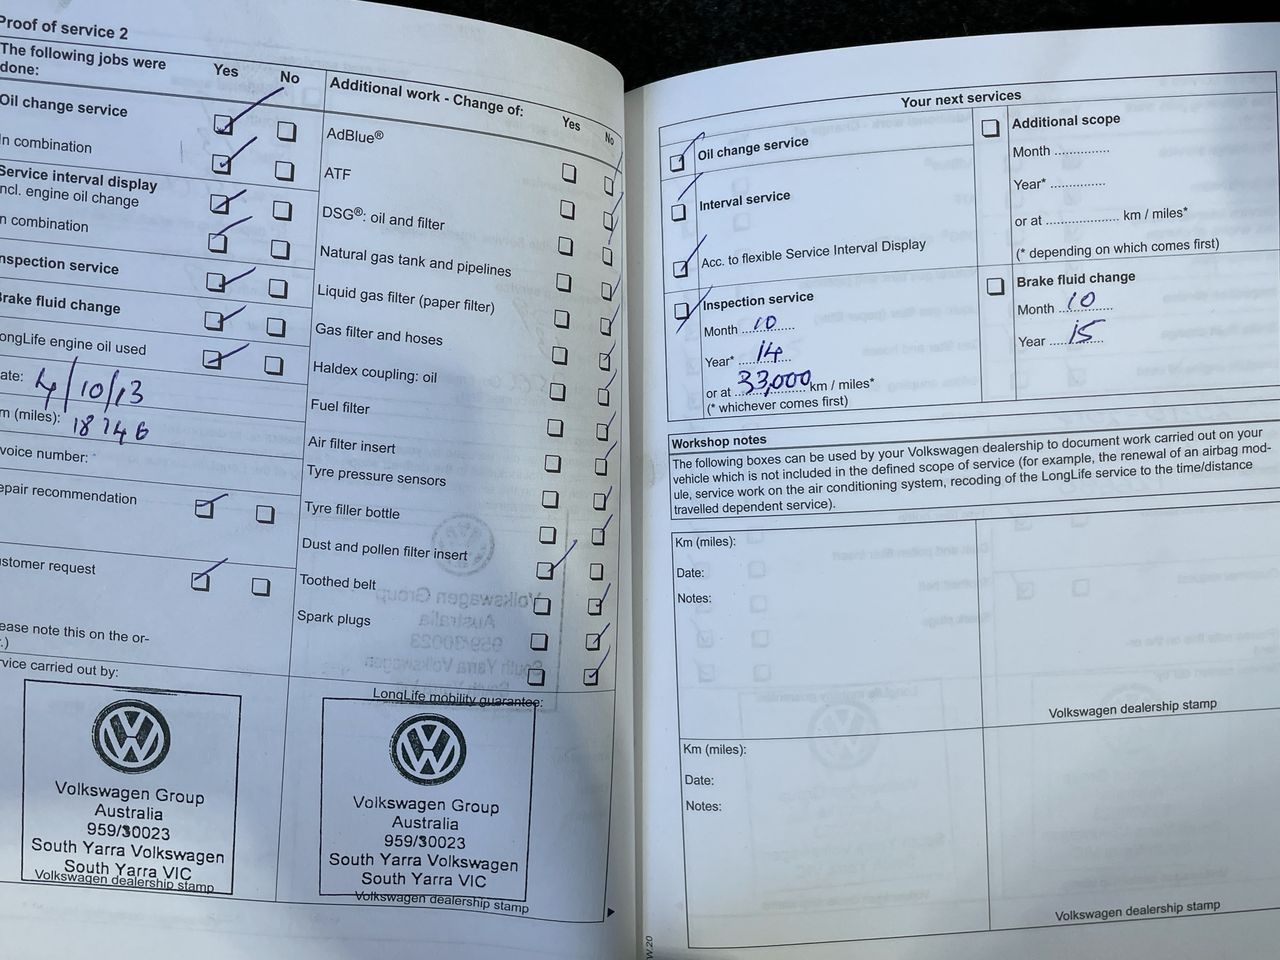 Proof of service 2
The following jobs were
done:
Yes
No
Oil change service
In combination
Service interval display
incl. engine oil change
In combination
Inspection service
Brake fluid change
LongLife engine oil used
ate: 4/10/13
m (miles): 18746
voice number:
epair recommendation
ustomer request
ease note this on the or-
r.)
rvice carried out by:
Volkswagen Group
Australia
959/30023
South Yarra Volkswagen
South Yarra VIC
Volkswagen dealership stamp
Additional work - Change of:
Yes
No
AdBlue®
ATF
DSG®: oil and filter
Natural gas tank and pipelines
Liquid gas filter (paper filter)
Gas filter and hoses
Haldex coupling: oil
Fuel filter
Air filter insert
Tyre pressure sensors
Tyre filler bottle
Dust and pollen filter insert
Toothed belt
Spark plugs
LongLife mobility guarantee:
Volkswagen Group
Australia
959/30023
South Yarra Volkswagen
South Yarra VIC
Volkswagen dealership stamp
Your next services
Oil change service
Interval service
Acc. to flexible Service Interval Display
Inspection service
Month 10
Year* 14
or at 33,000 km / miles*
(* whichever comes first)
Additional scope
Month ..............
Year* ..............
or at .................... km / miles*
(* depending on which comes first)
Brake fluid change
Month 10
Year 15
Workshop notes
The following boxes can be used by your Volkswagen dealership to document work carried out on your
vehicle which is not included in the defined scope of service (for example, the renewal of an airbag mod-
ule, service work on the air conditioning system, recoding of the LongLife service to the time/distance
travelled dependent service).
Km (miles):
Date:
Notes:
Volkswagen dealership stamp
Km (miles):
Date:
Notes:
Volkswagen dealership stamp